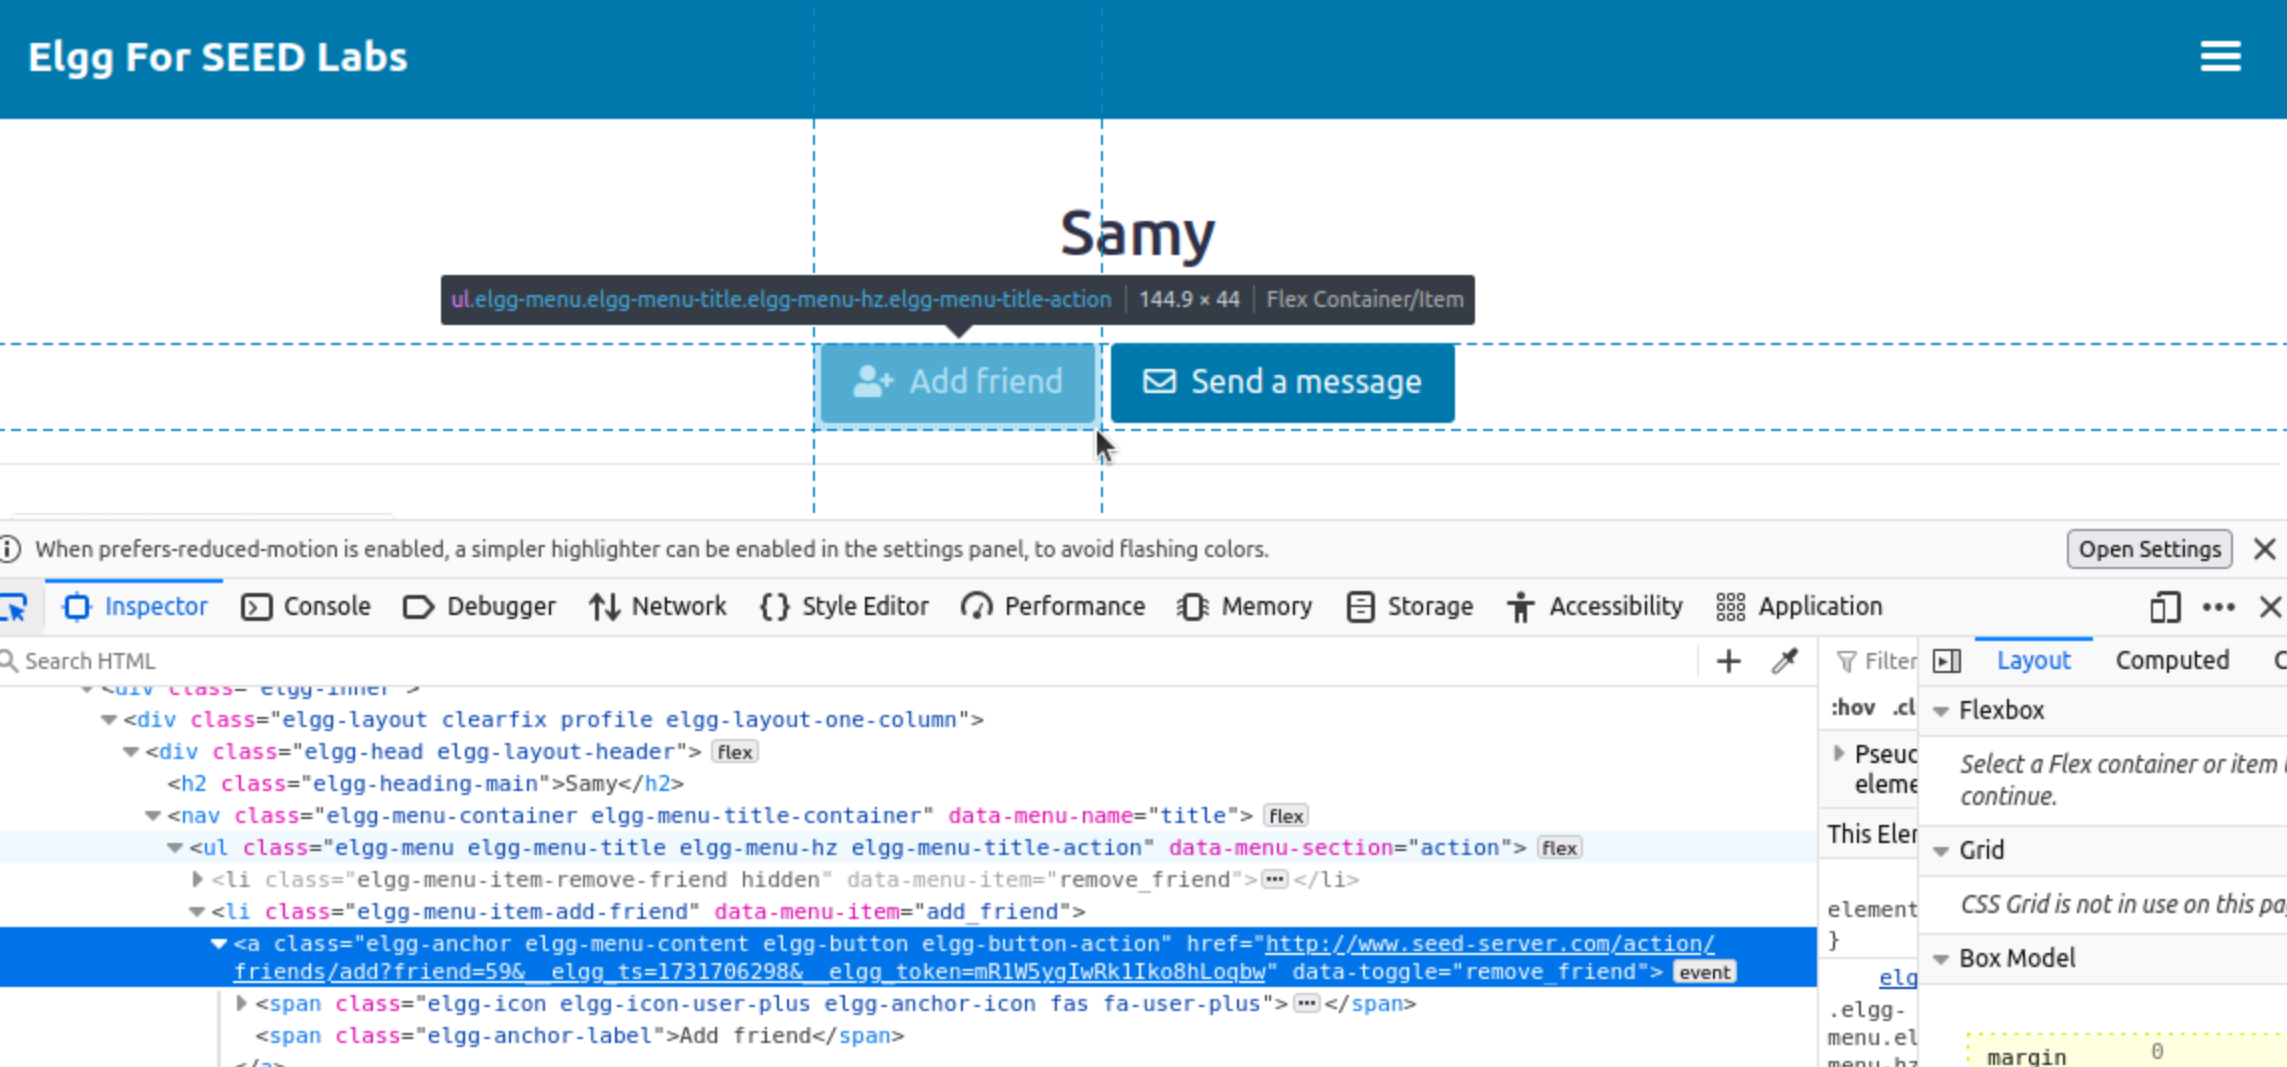 Elgg For SEED Labs
Samy
ul.elgg-menu.elgg-menu-title.elgg-menu-hz.elgg-menu-title-action 144.9 × 44 Flex Container/Item
Add friend Send a message
When prefers-reduced-motion is enabled, a simpler highlighter can be enabled in the settings panel, to avoid flashing colors. Open Settings
Inspector Console Debugger Network Style Editor Performance Memory Storage Accessibility Application
Search HTML
Filter
Layout Computed
<div class="elgg-inner">
<div class="elgg-layout clearfix profile elgg-layout-one-column">
<div class="elgg-head elgg-layout-header"> flex
<h2 class="elgg-heading-main">Samy</h2>
<nav class="elgg-menu-container elgg-menu-title-container" data-menu-name="title"> flex
<ul class="elgg-menu elgg-menu-title elgg-menu-hz elgg-menu-title-action" data-menu-section="action"> flex
<li class="elgg-menu-item-remove-friend hidden" data-menu-item="remove_friend">•••</li>
<li class="elgg-menu-item-add-friend" data-menu-item="add_friend">
<a class="elgg-anchor elgg-menu-content elgg-button elgg-button-action" href="http://www.seed-server.com/action/
friends/add?friend=59&__elgg_ts=1731706298&__elgg_token=mR1W5ygIwRk1Iko8hLoqbw" data-toggle="remove_friend"> event
<span class="elgg-icon elgg-icon-user-plus elgg-anchor-icon fas fa-user-plus">•••</span>
<span class="elgg-anchor-label">Add friend</span>
</a>
:hov .cl
Pseuc
eleme
This Eler
element
}
elg
.elgg-
menu.el
menu-hz
Flexbox
Select a Flex container or item
continue.
Grid
CSS Grid is not in use on this pa
Box Model
margin 0